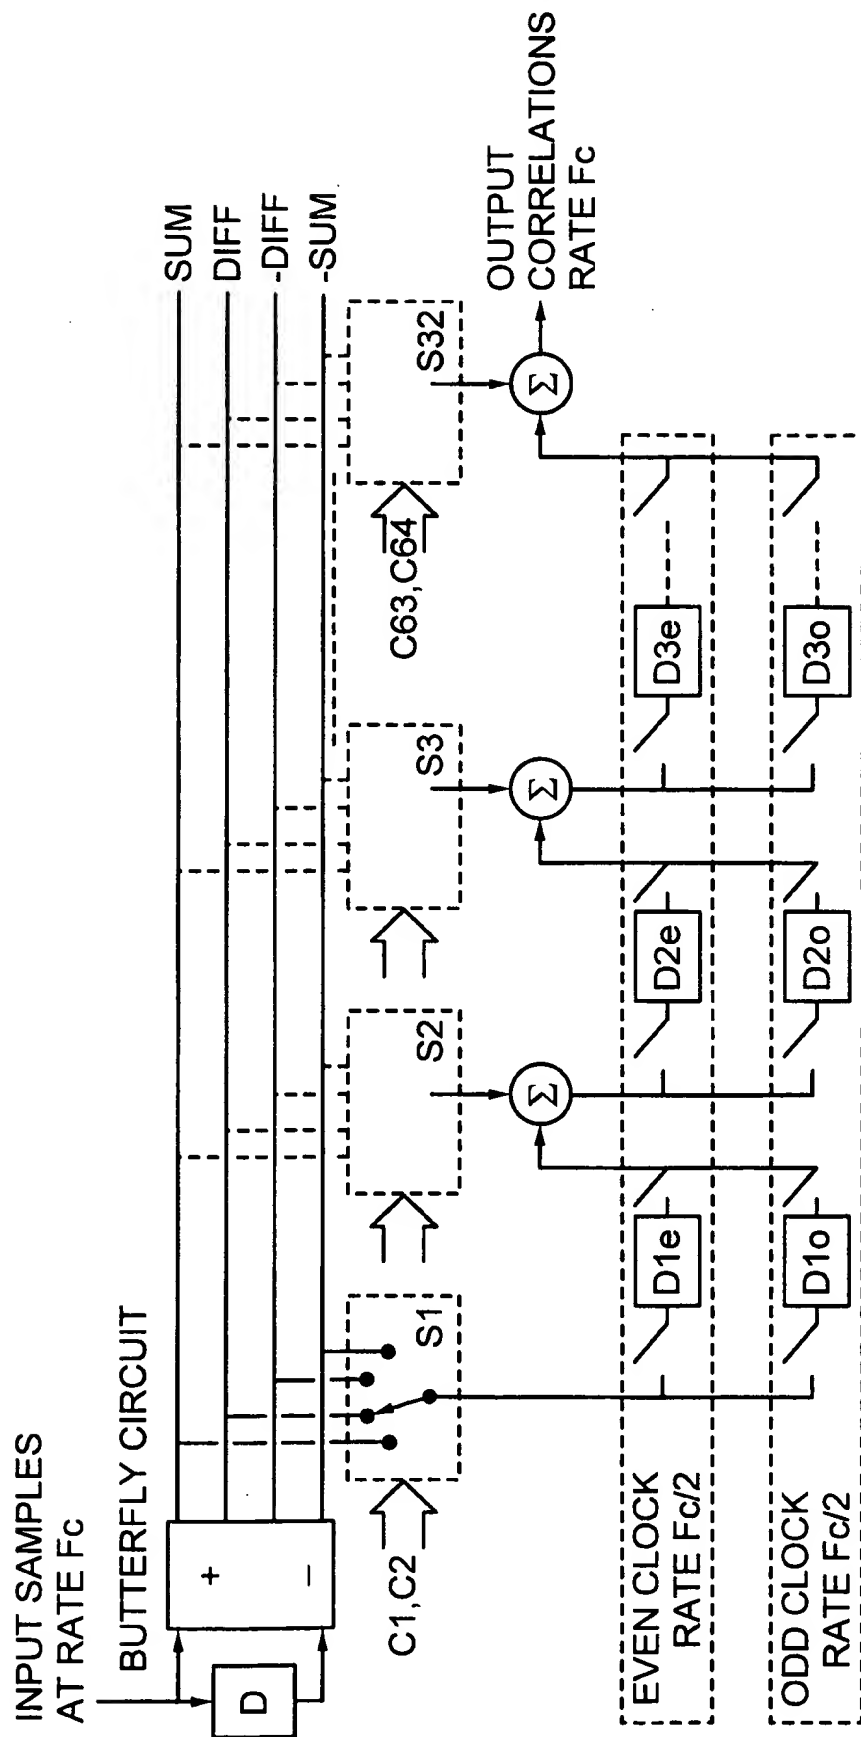 INPUT SAMPLES
AT RATE Fc
BUTTERFLY CIRCUIT
D
+
−
SUM
DIFF
-DIFF
-SUM
C1,C2
S1
S2
S3
C63,C64
S32
Σ
Σ
Σ
OUTPUT
CORRELATIONS
RATE Fc
EVEN CLOCK
RATE Fc/2
D1e
D2e
D3e
ODD CLOCK
RATE Fc/2
D1o
D2o
D3o